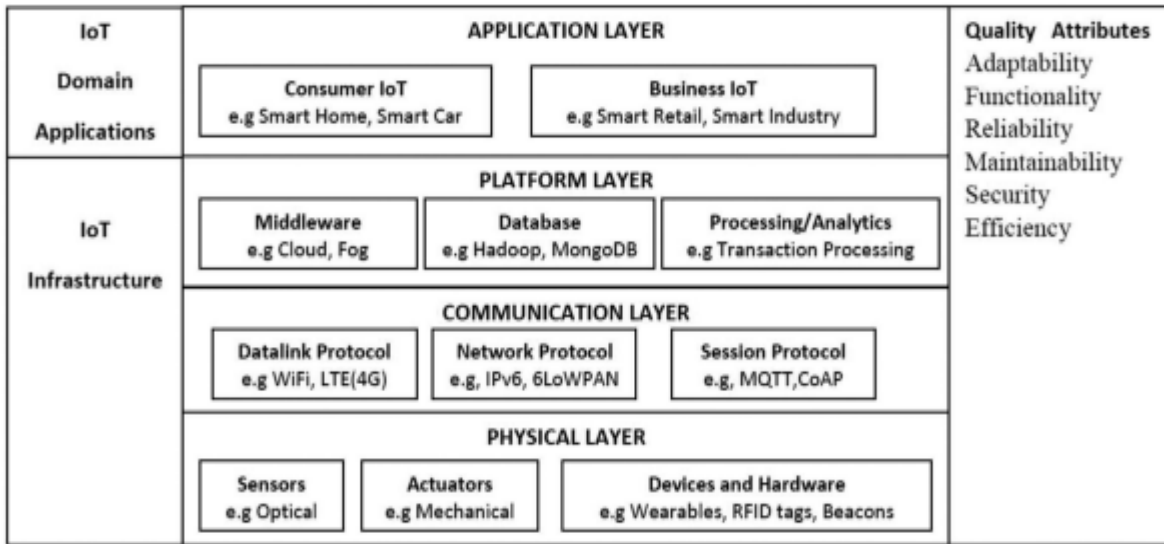 IoT
Domain
Applications
APPLICATION LAYER
Consumer IoT
e.g Smart Home, Smart Car
Business IoT
e.g Smart Retail, Smart Industry
IoT
Infrastructure
PLATFORM LAYER
Middleware
e.g Cloud, Fog
Database
e.g Hadoop, MongoDB
Processing/Analytics
e.g Transaction Processing
COMMUNICATION LAYER
Datalink Protocol
e.g WiFi, LTE(4G)
Network Protocol
e.g, IPv6, 6LoWPAN
Session Protocol
e.g, MQTT,CoAP
PHYSICAL LAYER
Sensors
e.g Optical
Actuators
e.g Mechanical
Devices and Hardware
e.g Wearables, RFID tags, Beacons
Quality Attributes
Adaptability
Functionality
Reliability
Maintainability
Security
Efficiency